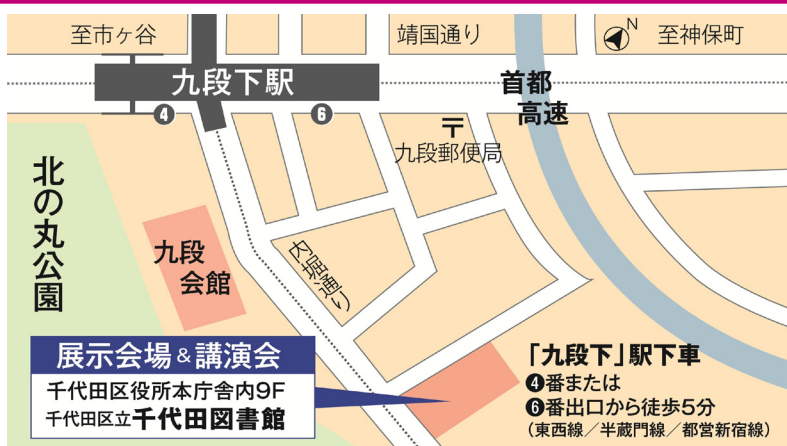 至市ヶ谷
靖国通り
N
至神保町
九段下駅
首都
高速
❹
❻
〒
九段郵便局
北の丸公園
九段
会館
内堀通り
展示会場&講演会
千代田区役所本庁舎内9F
千代田区立千代田図書館
「九段下」駅下車
❹番または
❻番出口から徒歩5分
(東西線/半蔵門線/都営新宿線)